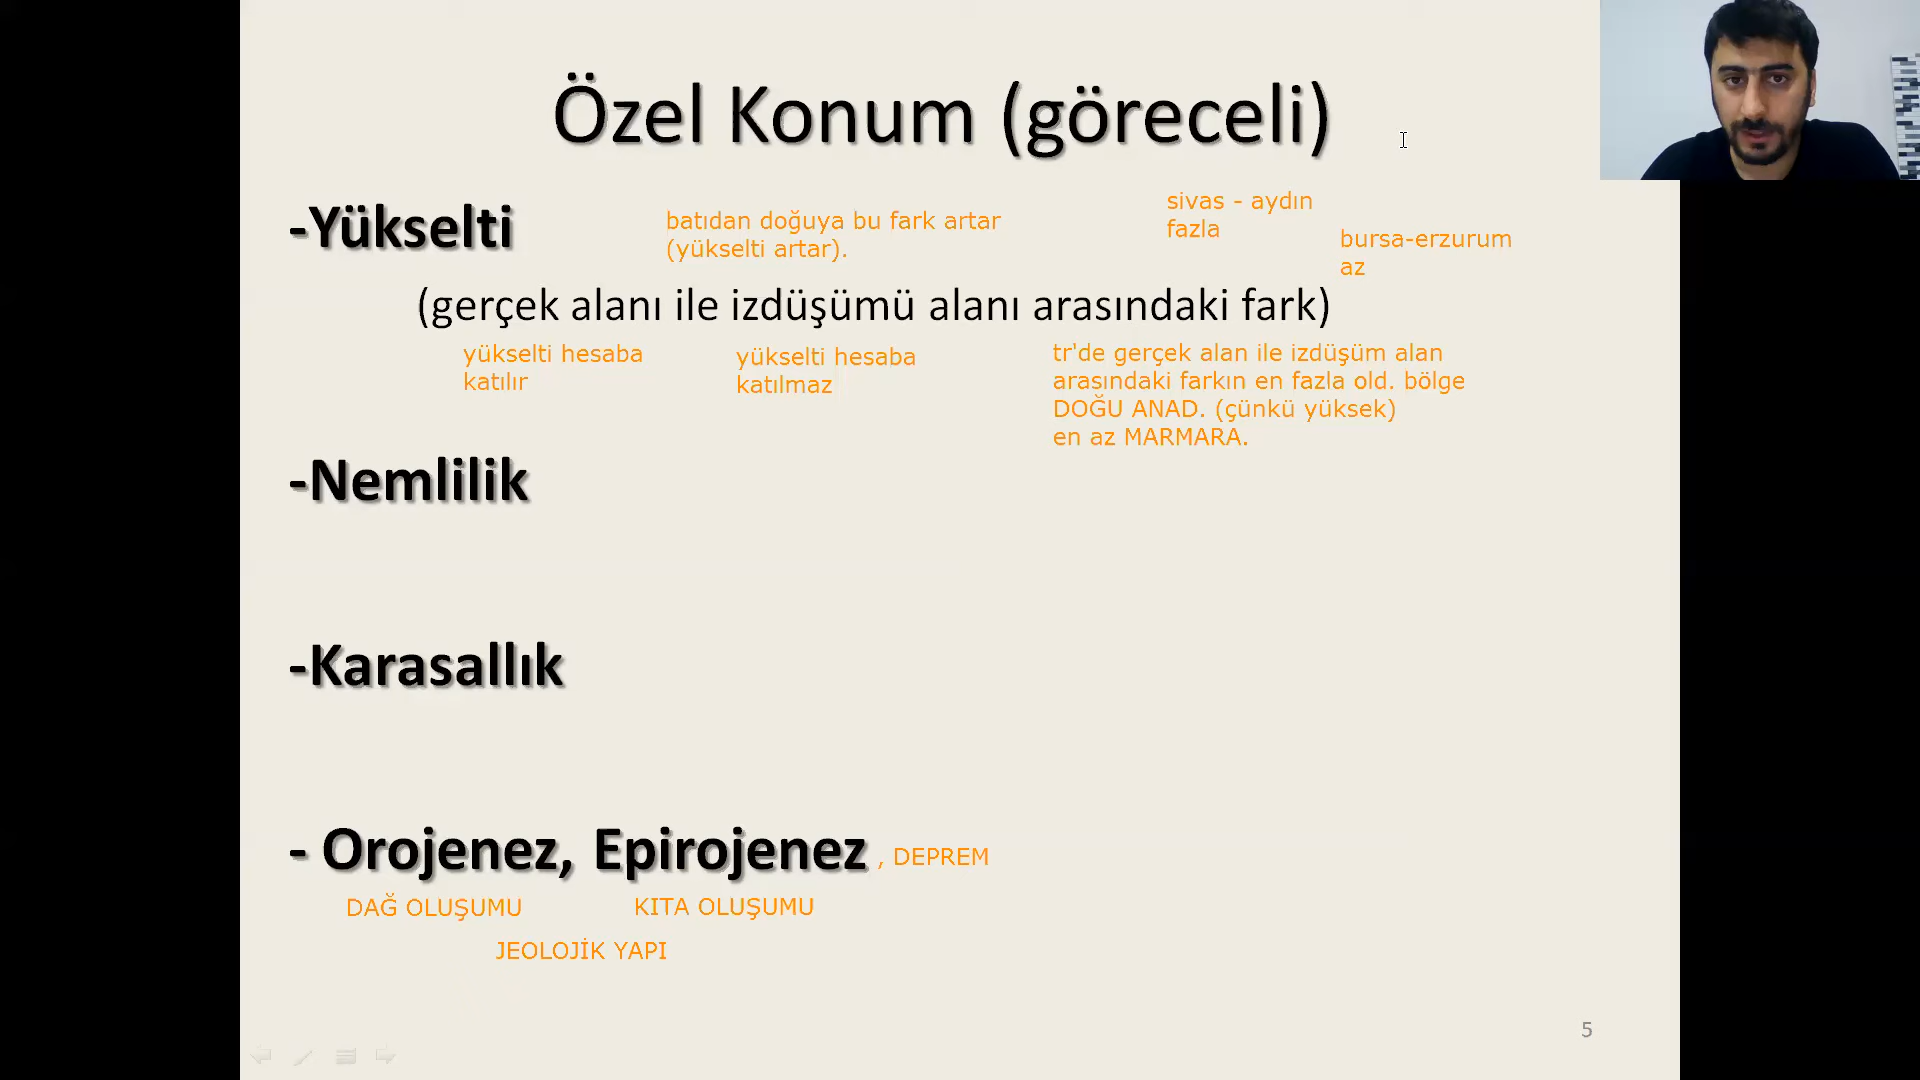 Özel Konum (göreceli)
-Yükselti
batıdan doğuya bu fark artar
(yükselti artar).
sivas - aydın
fazla
bursa-erzurum
az
(gerçek alanı ile izdüşümü alanı arasındaki fark)
yükselti hesaba
katılır
yükselti hesaba
katılmaz
tr'de gerçek alan ile izdüşüm alan
arasındaki farkın en fazla old. bölge
DOĞU ANAD. (çünkü yüksek)
en az MARMARA.
-Nemlilik
-Karasallık
- Orojenez, Epirojenez , DEPREM
DAĞ OLUŞUMU
KITA OLUŞUMU
JEOLOJİK YAPI
5